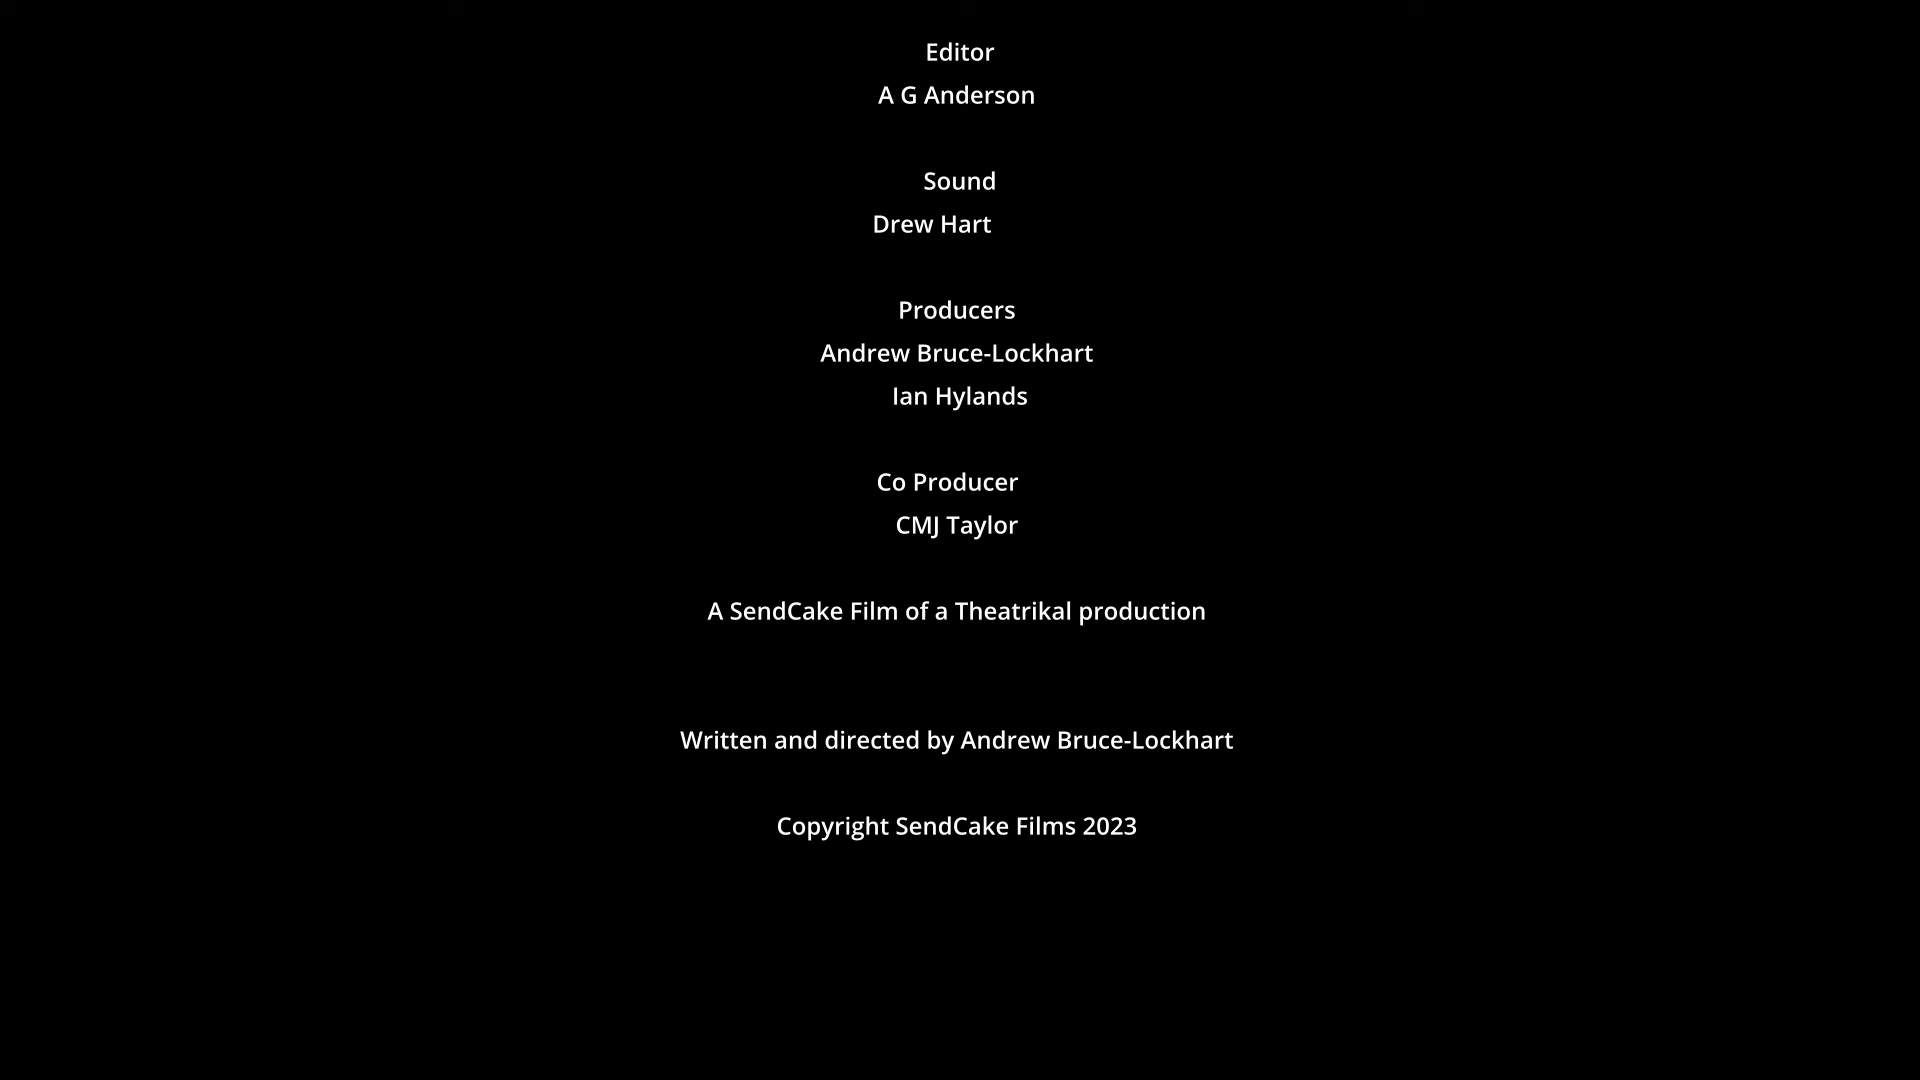 Editor
A G Anderson
Sound
Drew Hart
Producers
Andrew Bruce-Lockhart
Ian Hylands
Co Producer
CMJ Taylor
A SendCake Film of a Theatrikal production
Written and directed by Andrew Bruce-Lockhart
Copyright SendCake Films 2023